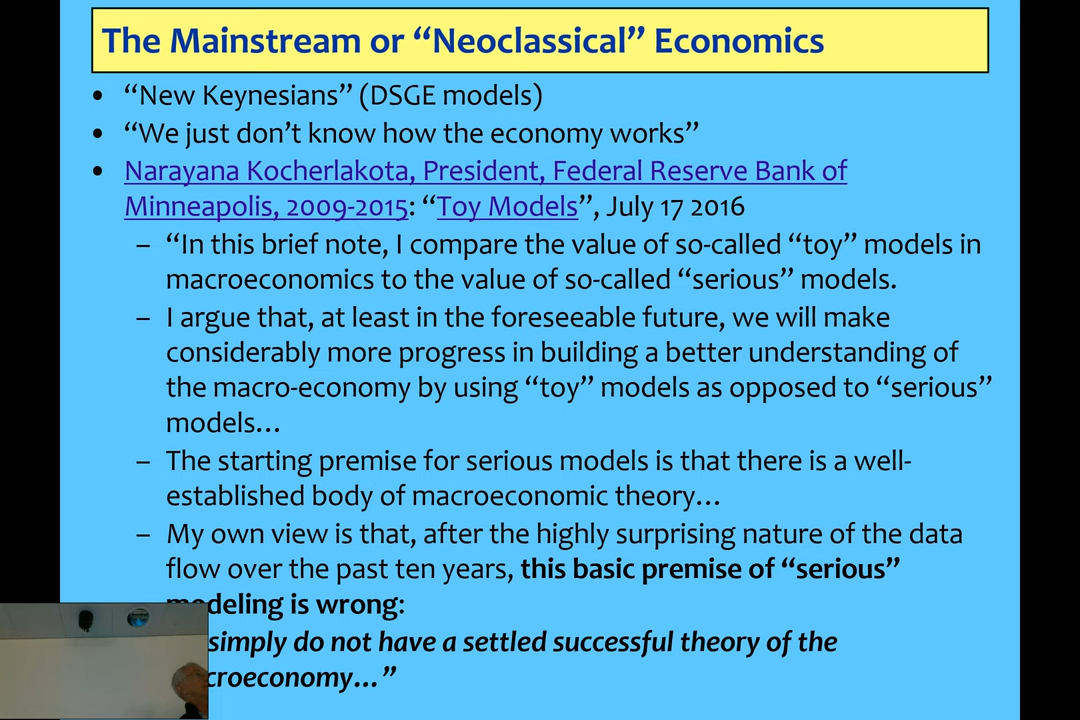 The Mainstream or “Neoclassical” Economics
• “New Keynesians” (DSGE models)
• “We just don’t know how the economy works”
• Narayana Kocherlakota, President, Federal Reserve Bank of
Minneapolis, 2009-2015: “Toy Models”, July 17 2016
– “In this brief note, I compare the value of so-called “toy” models in
macroeconomics to the value of so-called “serious” models.
– I argue that, at least in the foreseeable future, we will make
considerably more progress in building a better understanding of
the macro-economy by using “toy” models as opposed to “serious”
models…
– The starting premise for serious models is that there is a well-
established body of macroeconomic theory…
– My own view is that, after the highly surprising nature of the data
flow over the past ten years, this basic premise of “serious”
modeling is wrong:
simply do not have a settled successful theory of the
croeconomy…”